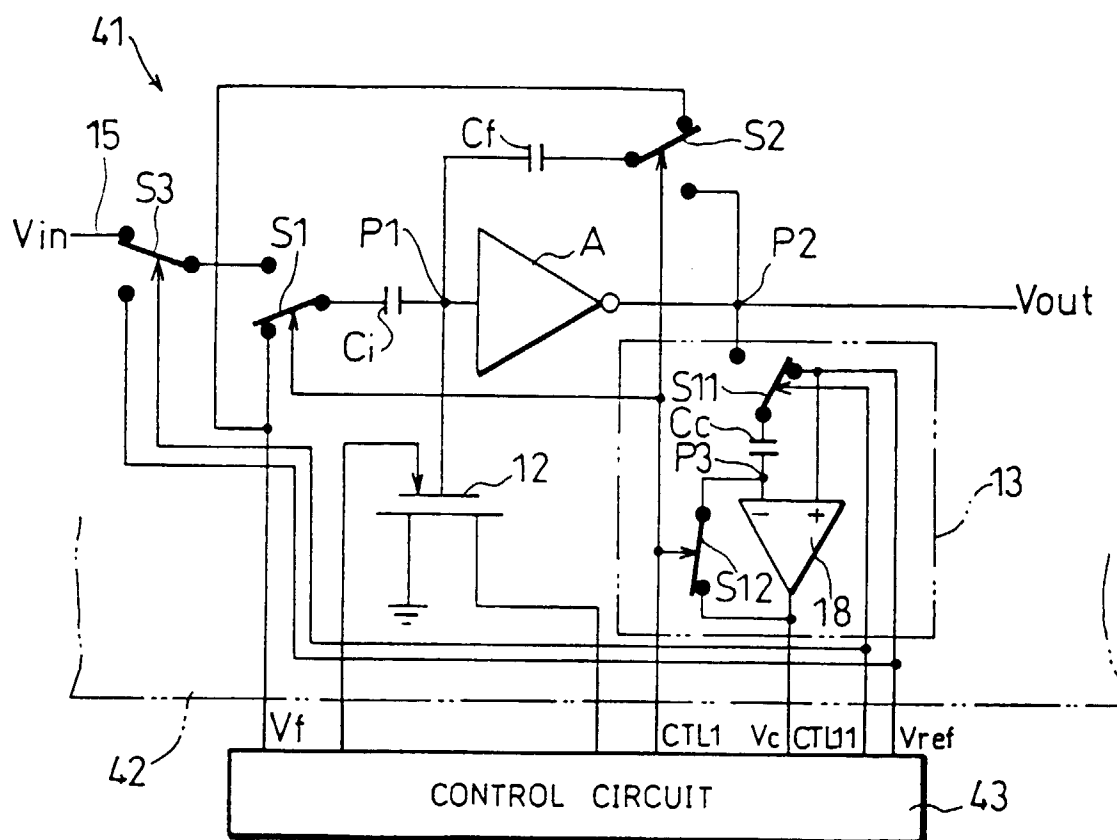 41
15
S3
Vin
S1
Cf
S2
P1
A
P2
Vout
Ci
S11
Cc
P3
12
13
-
+
S12
18
42
Vf
CTL1
Vc
CTL11
Vref
CONTROL CIRCUIT
43